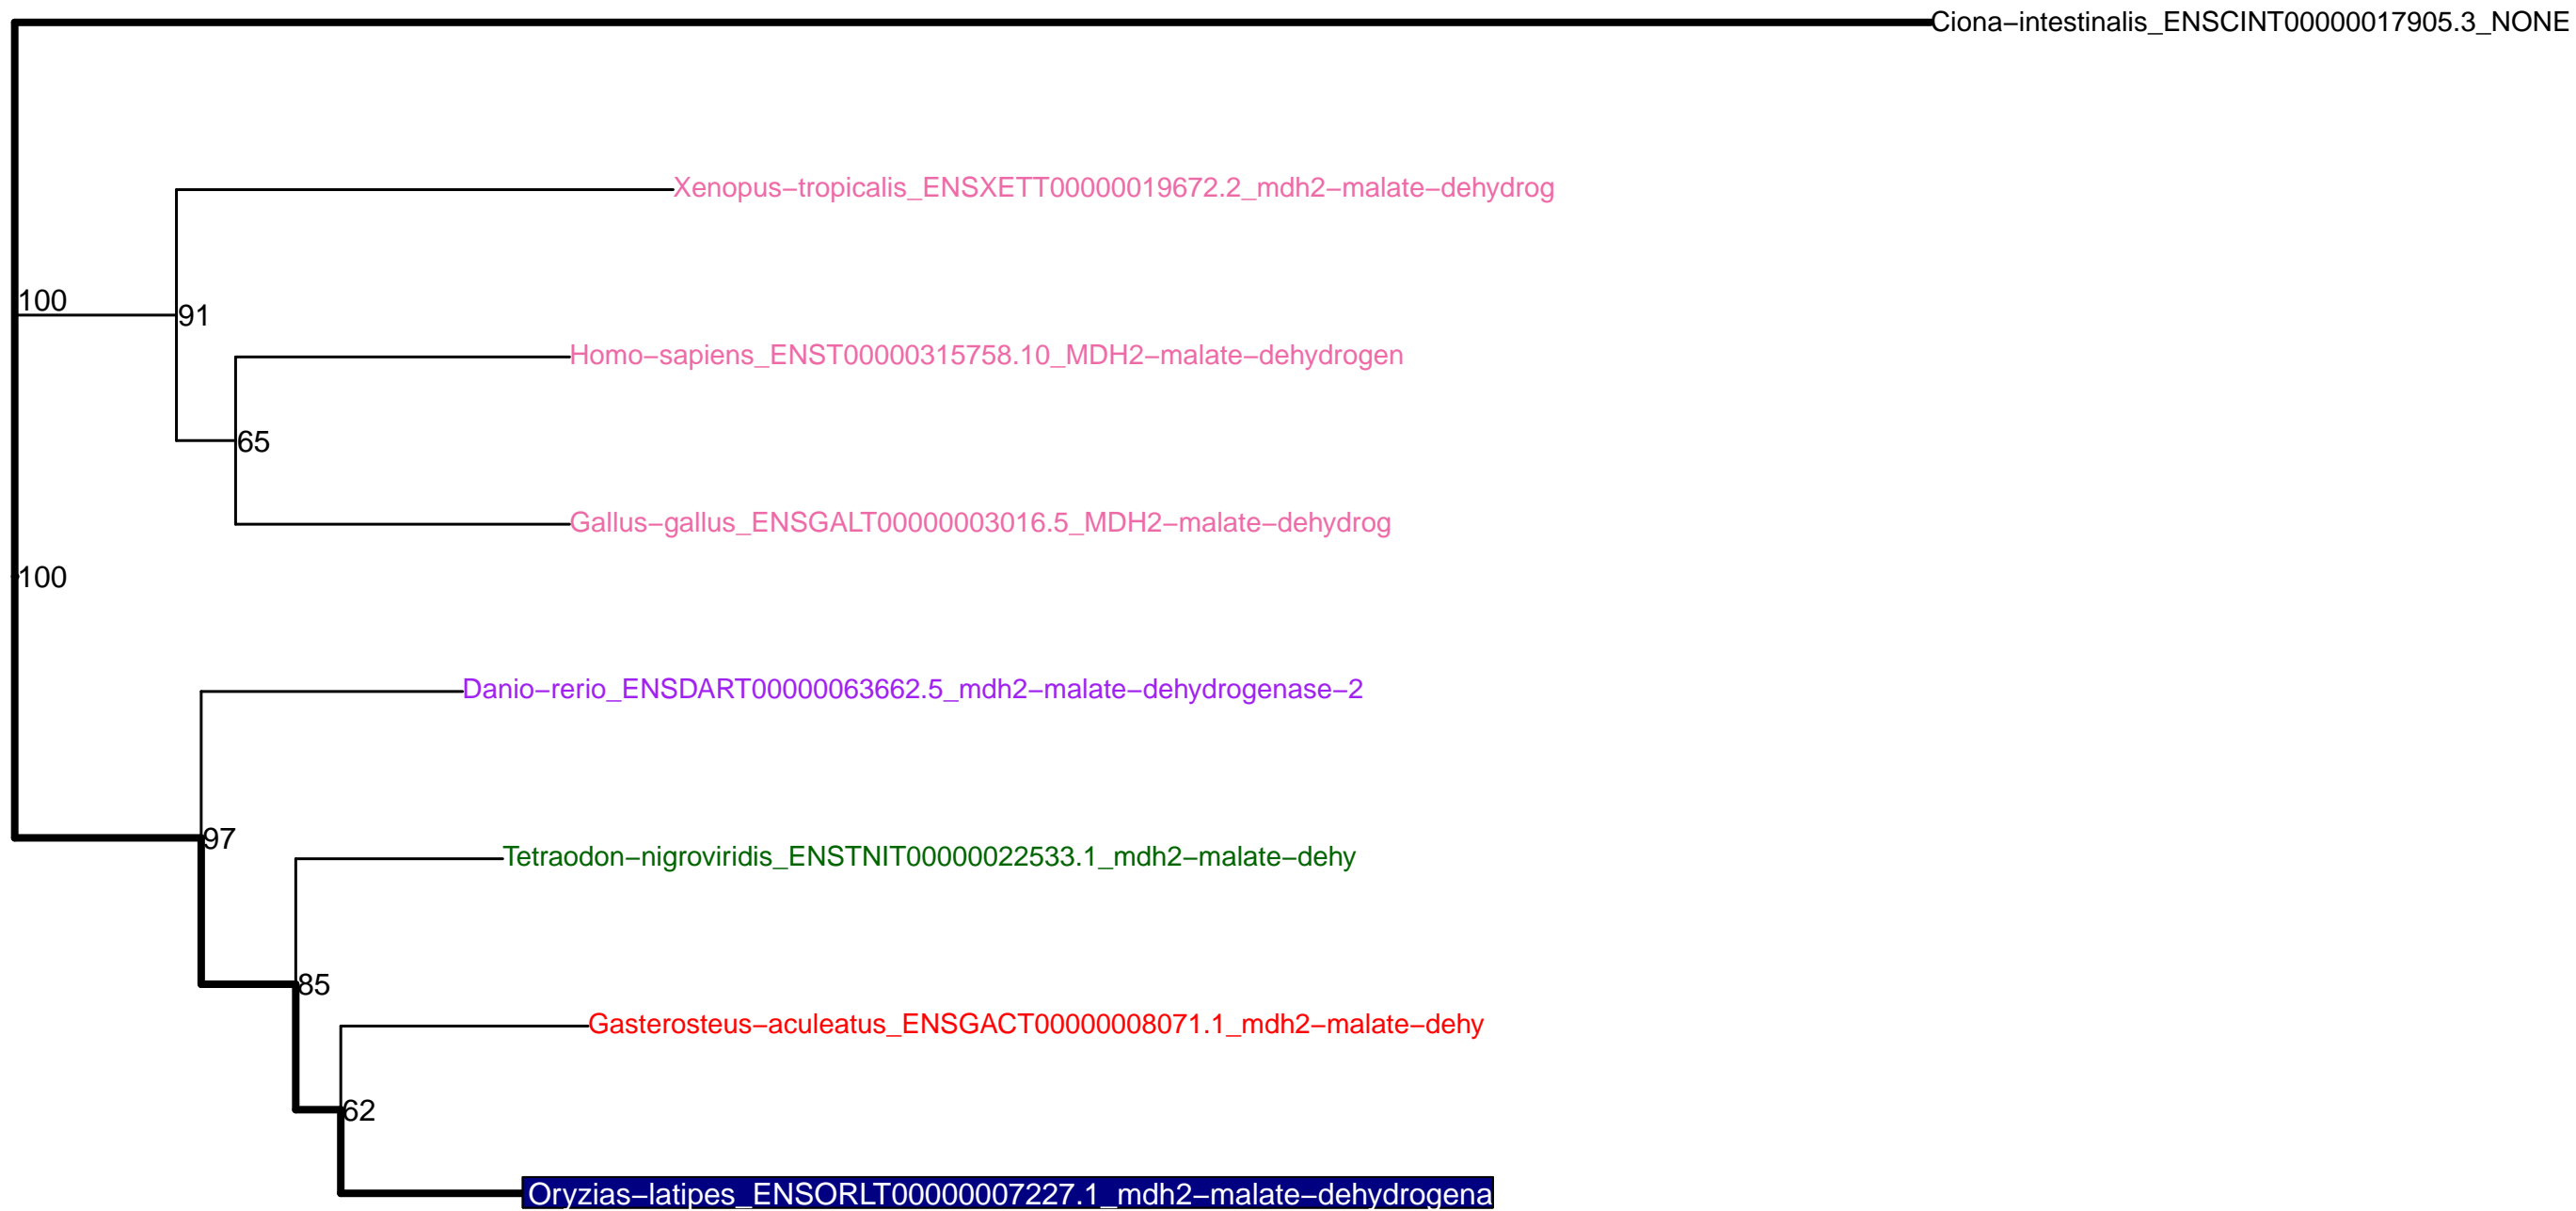 Ciona−intestinalis_ENSCINT00000017905.3_NONE
Xenopus−tropicalis_ENSXETT00000019672.2_mdh2−malate−dehydrog
100
91
Homo−sapiens_ENST00000315758.10_MDH2−malate−dehydrogen
65
Gallus−gallus_ENSGALT00000003016.5_MDH2−malate−dehydrog
100
Danio−rerio_ENSDART00000063662.5_mdh2−malate−dehydrogenase−2
97
Tetraodon−nigroviridis_ENSTNIT00000022533.1_mdh2−malate−dehy
85
Gasterosteus−aculeatus_ENSGACT00000008071.1_mdh2−malate−dehy
62
Oryzias−latipes_ENSORLT00000007227.1_mdh2−malate−dehydrogena